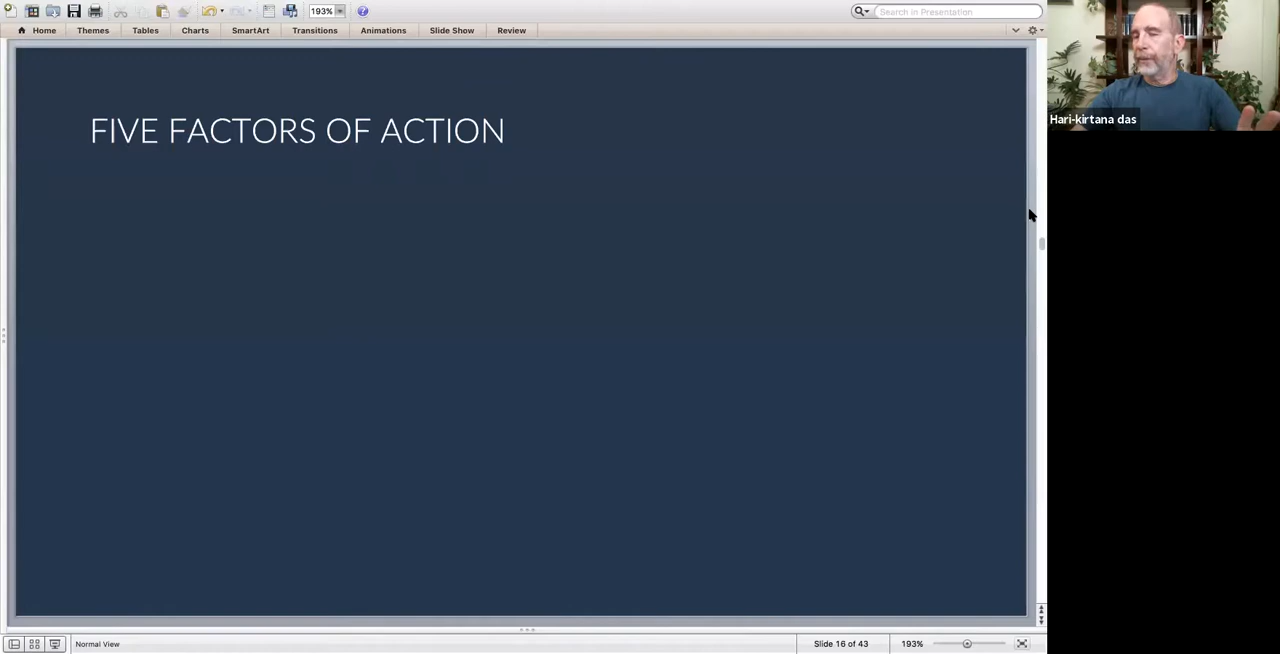 193%
Search in Presentation
Home Themes Tables Charts SmartArt Transitions Animations Slide Show Review
Hari-kirtana das
FIVE FACTORS OF ACTION
Normal View Slide 16 of 43 193%